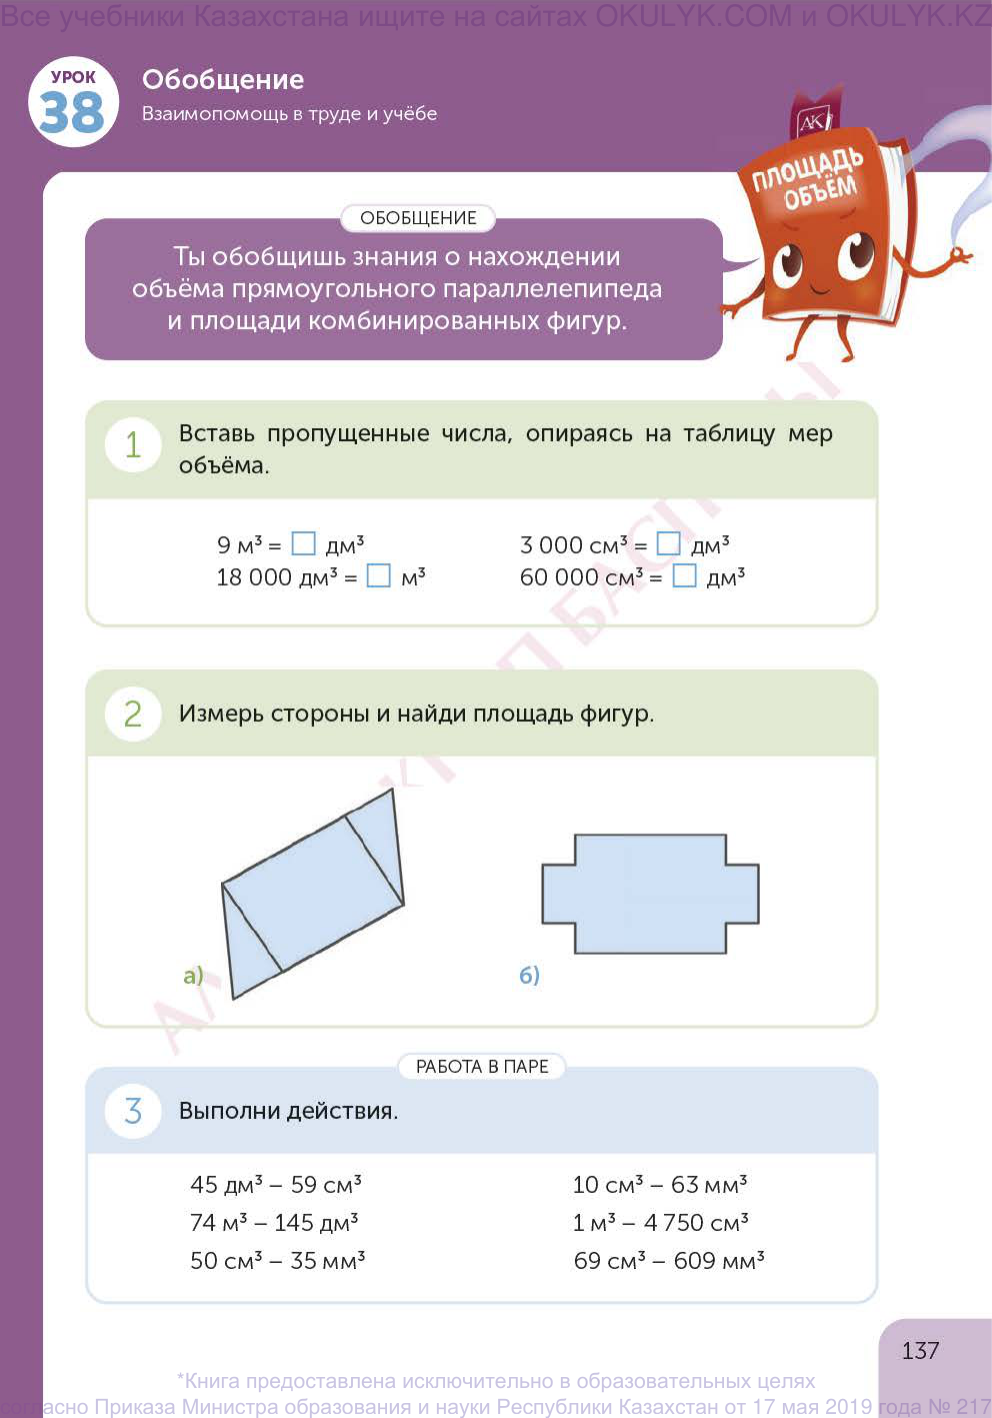 Все учебники Казахстана ищите на сайтах OKULYK.COM и OKULYK.KZ
УРОК
38
Обобщение
Взаимопомощь в труде и учёбе
АК
ПЛОЩАДЬ
ОБЪЁМ
ОБОБЩЕНИЕ
Ты обобщишь знания о нахождении
объёма прямоугольного параллелепипеда
и площади комбинированных фигур.
1
Вставь пропущенные числа, опираясь на таблицу мер
объёма.
9 м³ = □ дм³
3 000 см³ = □ дм³
18 000 дм³ = □ м³
60 000 см³ = □ дм³
2
Измерь стороны и найди площадь фигур.
а)
б)
РАБОТА В ПАРЕ
3
Выполни действия.
45 дм³ – 59 см³
10 см³ – 63 мм³
74 м³ – 145 дм³
1 м³ – 4 750 см³
50 см³ – 35 мм³
69 см³ – 609 мм³
137
*Книга предоставлена исключительно в образовательных целях
согласно Приказа Министра образования и науки Республики Казахстан от 17 мая 2019 года № 217